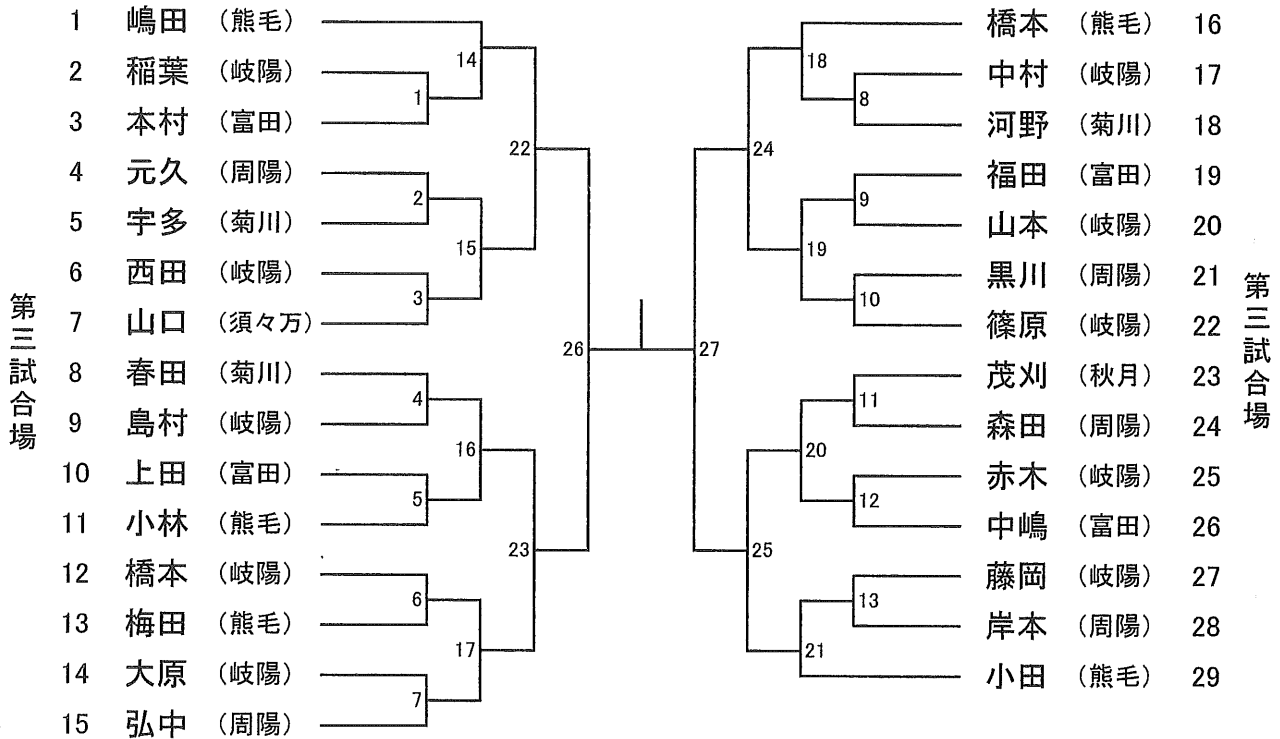 1 嶋田 (熊毛)
2 稲葉 (岐陽)
3 本村 (富田)
4 元久 (周陽)
5 宇多 (菊川)
6 西田 (岐陽)
7 山口 (須々万)
8 春田 (菊川)
9 島村 (岐陽)
10 上田 (富田)
11 小林 (熊毛)
12 橋本 (岐陽)
13 梅田 (熊毛)
14 大原 (岐陽)
15 弘中 (周陽)
第三試合場
14
1
22
2
15
3
26
4
16
5
23
6
17
7
18
8
24
9
19
10
27
11
20
12
25
13
21
橋本 (熊毛) 16
中村 (岐陽) 17
河野 (菊川) 18
福田 (富田) 19
山本 (岐陽) 20
黒川 (周陽) 21
篠原 (岐陽) 22
茂刈 (秋月) 23
森田 (周陽) 24
赤木 (岐陽) 25
中嶋 (富田) 26
藤岡 (岐陽) 27
岸本 (周陽) 28
小田 (熊毛) 29
第三試合場